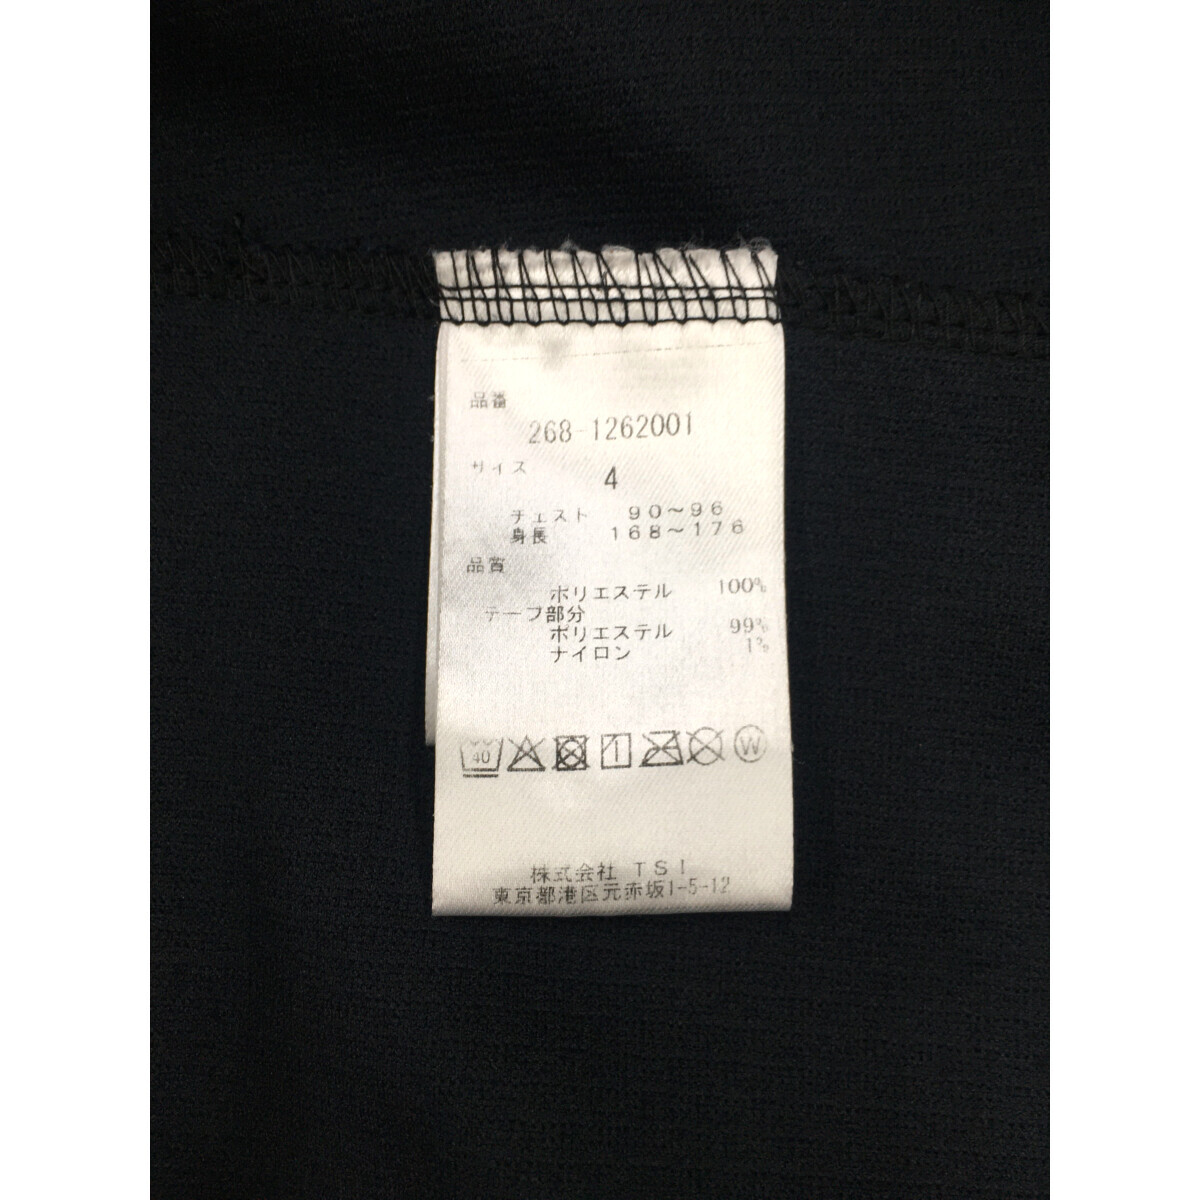 品番
268-1262001
サイズ
4
チェスト 90～96
身長 168～176
品質
ポリエステル 100%
テープ部分
ポリエステル 99%
ナイロン 1%
40 W
株式会社 TSI
東京都港区元赤坂1-5-12